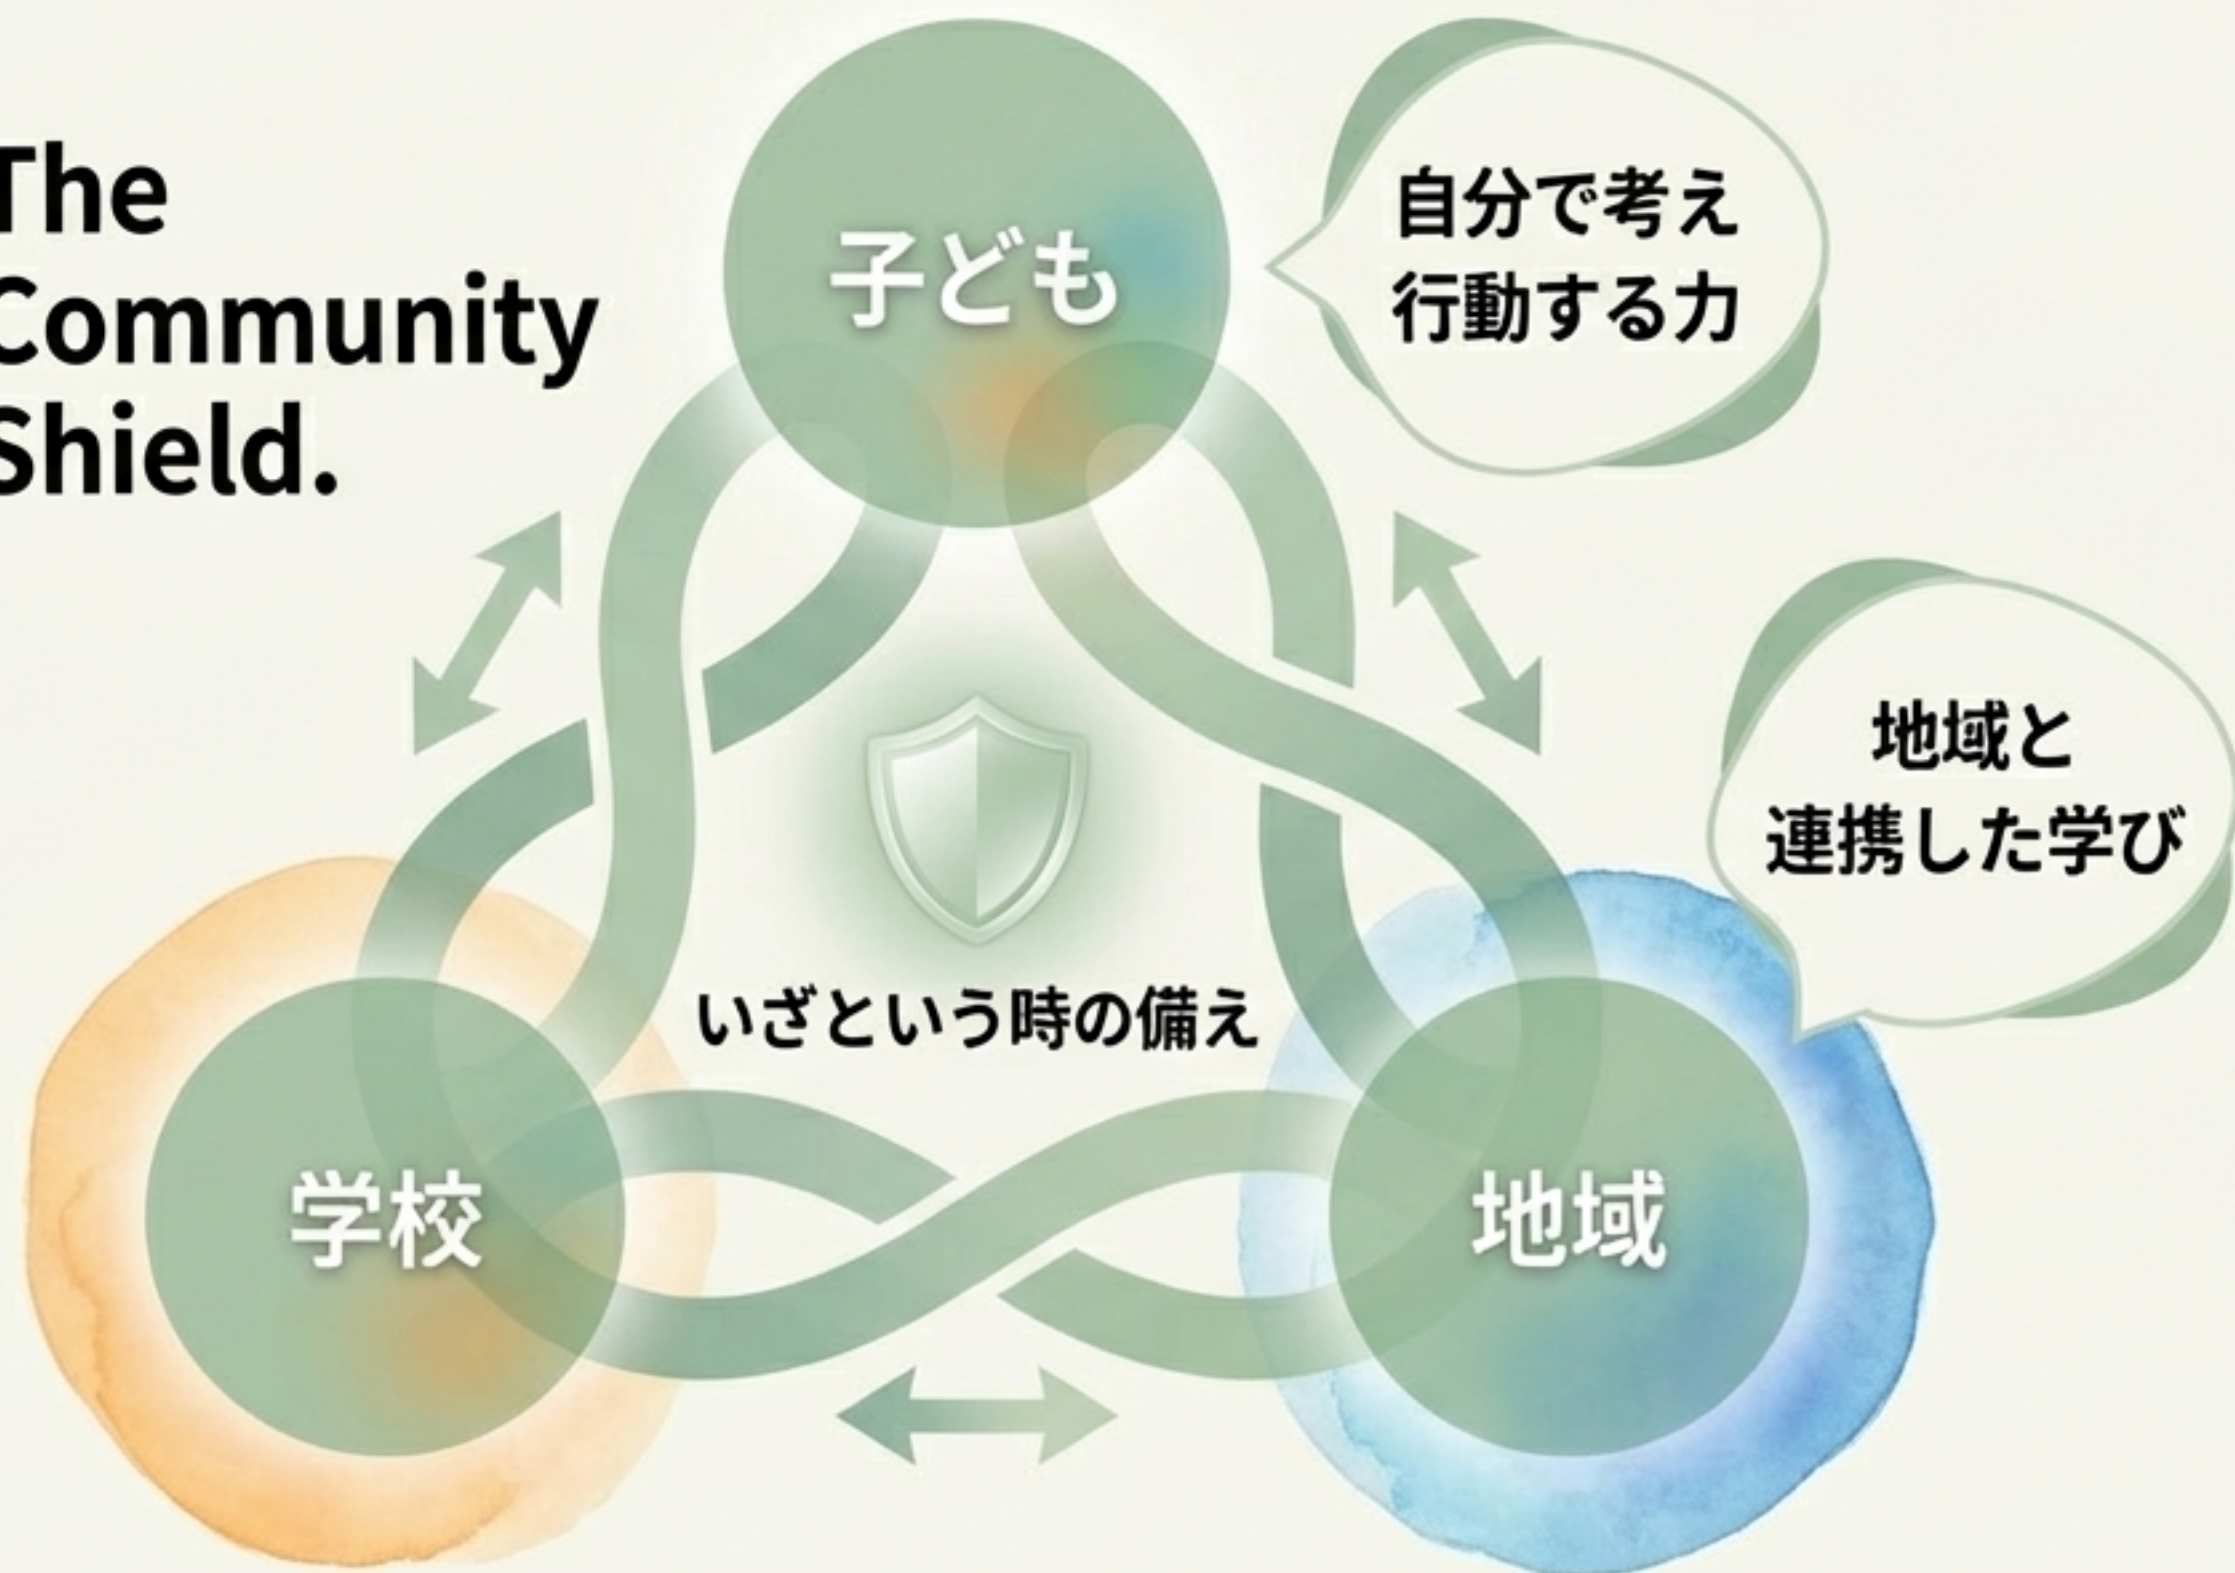 The
Community
Shield.
子ども
自分で考え
行動する力
地域と
連携した学び
いざという時の備え
学校
地域